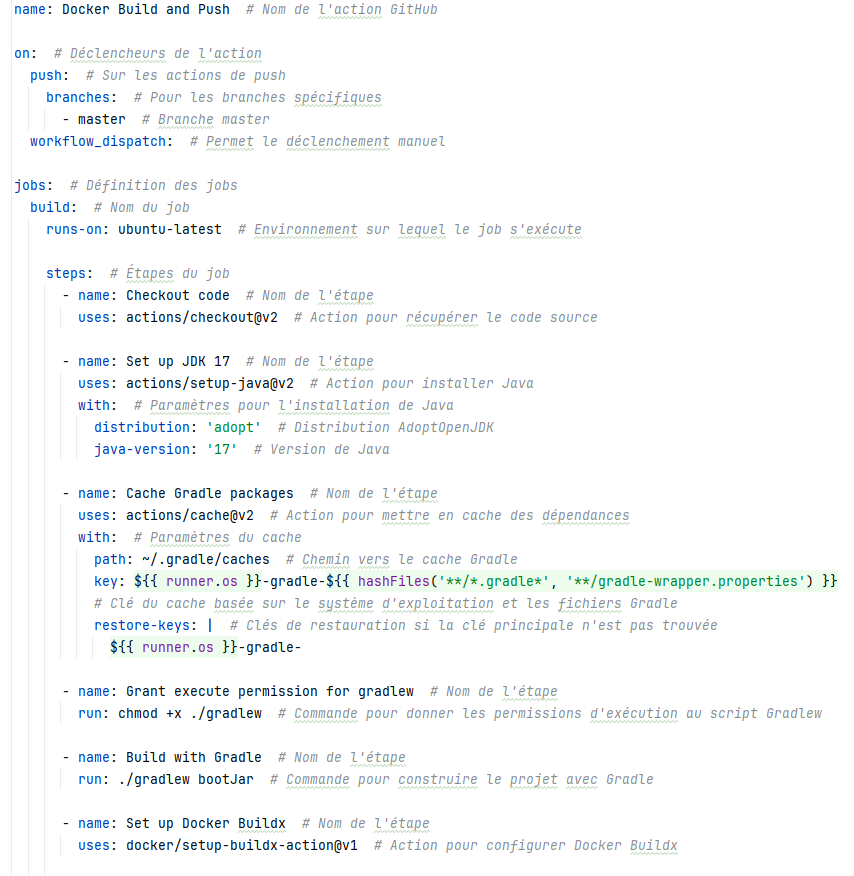 name: Docker Build and Push  # Nom de l'action GitHub
on:  # Déclencheurs de l'action
  push:  # Sur les actions de push
    branches:  # Pour les branches spécifiques
      - master  # Branche master
  workflow_dispatch:  # Permet le déclenchement manuel
jobs:  # Définition des jobs
  build:  # Nom du job
    runs-on: ubuntu-latest  # Environnement sur lequel le job s'exécute
    steps:  # Étapes du job
      - name: Checkout code  # Nom de l'étape
        uses: actions/checkout@v2  # Action pour récupérer le code source
      - name: Set up JDK 17  # Nom de l'étape
        uses: actions/setup-java@v2  # Action pour installer Java
        with:  # Paramètres pour l'installation de Java
          distribution: 'adopt'  # Distribution AdoptOpenJDK
          java-version: '17'  # Version de Java
      - name: Cache Gradle packages  # Nom de l'étape
        uses: actions/cache@v2  # Action pour mettre en cache des dépendances
        with:  # Paramètres du cache
          path: ~/.gradle/caches  # Chemin vers le cache Gradle
          key: ${{ runner.os }}-gradle-${{ hashFiles('**/*.gradle*', '**/gradle-wrapper.properties') }}
          # Clé du cache basée sur le système d'exploitation et les fichiers Gradle
          restore-keys: |  # Clés de restauration si la clé principale n'est pas trouvée
            ${{ runner.os }}-gradle-
      - name: Grant execute permission for gradlew  # Nom de l'étape
        run: chmod +x ./gradlew  # Commande pour donner les permissions d'exécution au script Gradlew
      - name: Build with Gradle  # Nom de l'étape
        run: ./gradlew bootJar  # Commande pour construire le projet avec Gradle
      - name: Set up Docker Buildx  # Nom de l'étape
        uses: docker/setup-buildx-action@v1  # Action pour configurer Docker Buildx